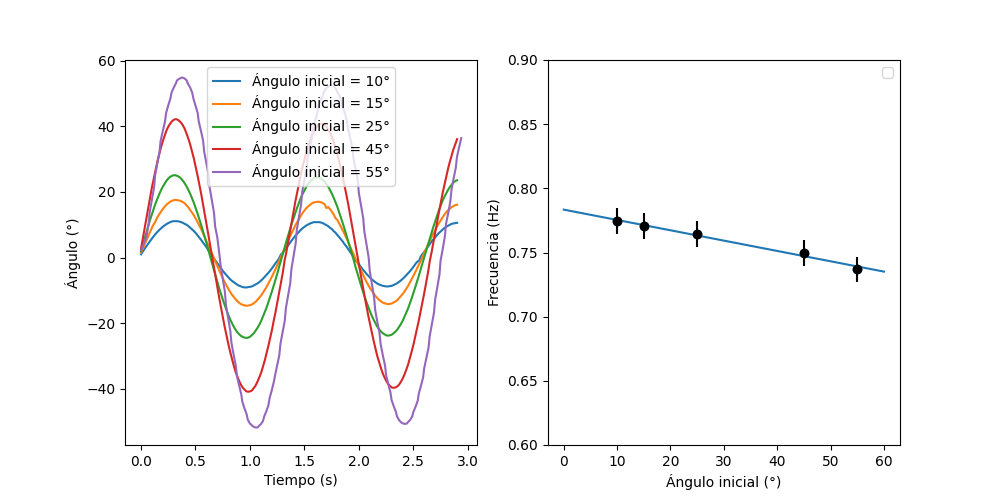 60
40
20
0
−20
−40
Ángulo (°)
Ángulo inicial = 10°
Ángulo inicial = 15°
Ángulo inicial = 25°
Ángulo inicial = 45°
Ángulo inicial = 55°
0.0 0.5 1.0 1.5 2.0 2.5 3.0
Tiempo (s)
0.90
0.85
0.80
0.75
0.70
0.65
0.60
Frecuencia (Hz)
0 10 20 30 40 50 60
Ángulo inicial (°)